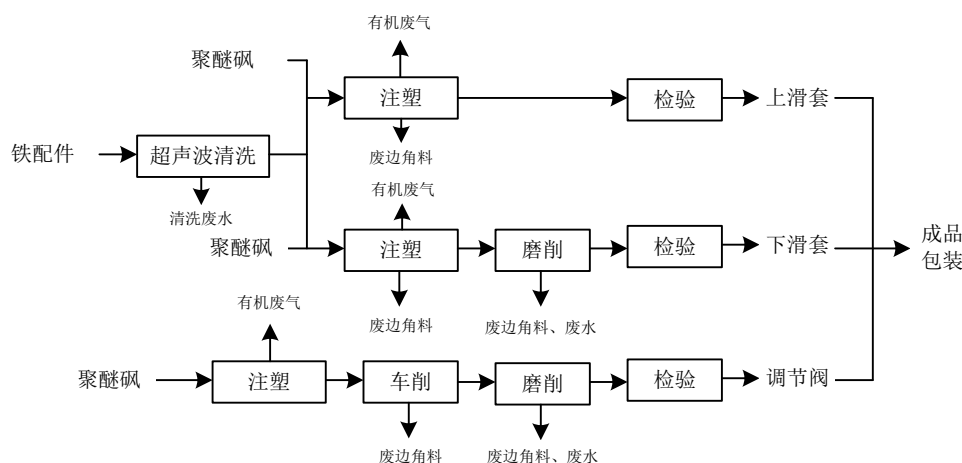 有机废气
聚醚砜
注塑
检验
上滑套
废边角料
铁配件
超声波清洗
清洗废水
有机废气
聚醚砜
注塑
磨削
检验
下滑套
成品
包装
废边角料
废边角料、废水
有机废气
聚醚砜
注塑
车削
磨削
检验
调节阀
废边角料
废边角料、废水